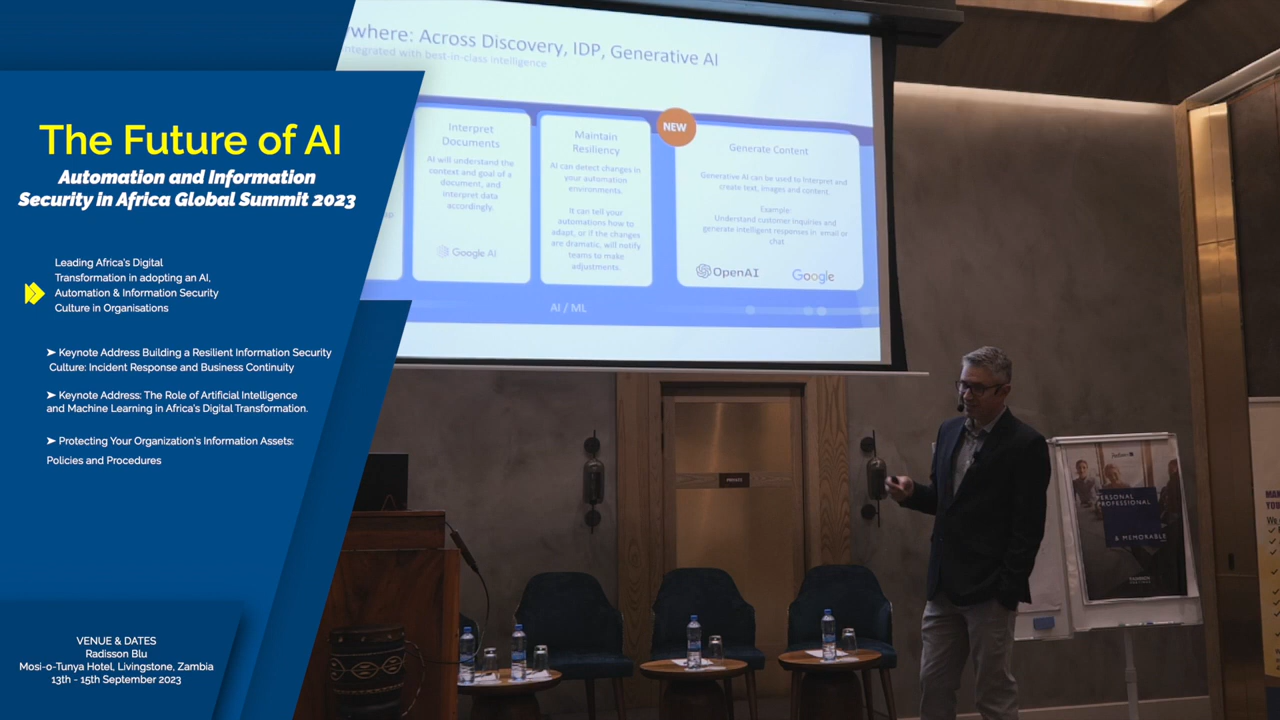 The Future of AI
Automation and Information
Security in Africa Global Summit 2023
Leading Africa's Digital
Transformation in adopting an AI,
Automation & Information Security
Culture in Organisations
➤ Keynote Address Building a Resilient Information Security
Culture: Incident Response and Business Continuity
➤ Keynote Address: The Role of Artificial Intelligence
and Machine Learning in Africa's Digital Transformation.
➤ Protecting Your Organization's Information Assets:
Policies and Procedures
VENUE & DATES
Radisson Blu
Mosi-o-Tunya Hotel, Livingstone, Zambia
13th - 15th September 2023
where: Across Discovery, IDP, Generative AI
integrated with best-in-class intelligence
Interpret
Documents
AI will understand the
context and goal of a
document, and
interpret data
accordingly.
Google AI
Maintain
Resiliency
AI can detect changes in
your automation
environments.
It can tell your
automations how to
adapt, or if the changes
are dramatic, will notify
teams to make
adjustments.
NEW
Generate Content
Generative AI can be used to interpret and
create text, images and content.
Example:
Understand customer inquiries and
generate intelligent responses in: email or
chat
OpenAI
Google
AI / ML
PRIVATE
PERSONAL
PROFESSIONAL
& MEMORABLE